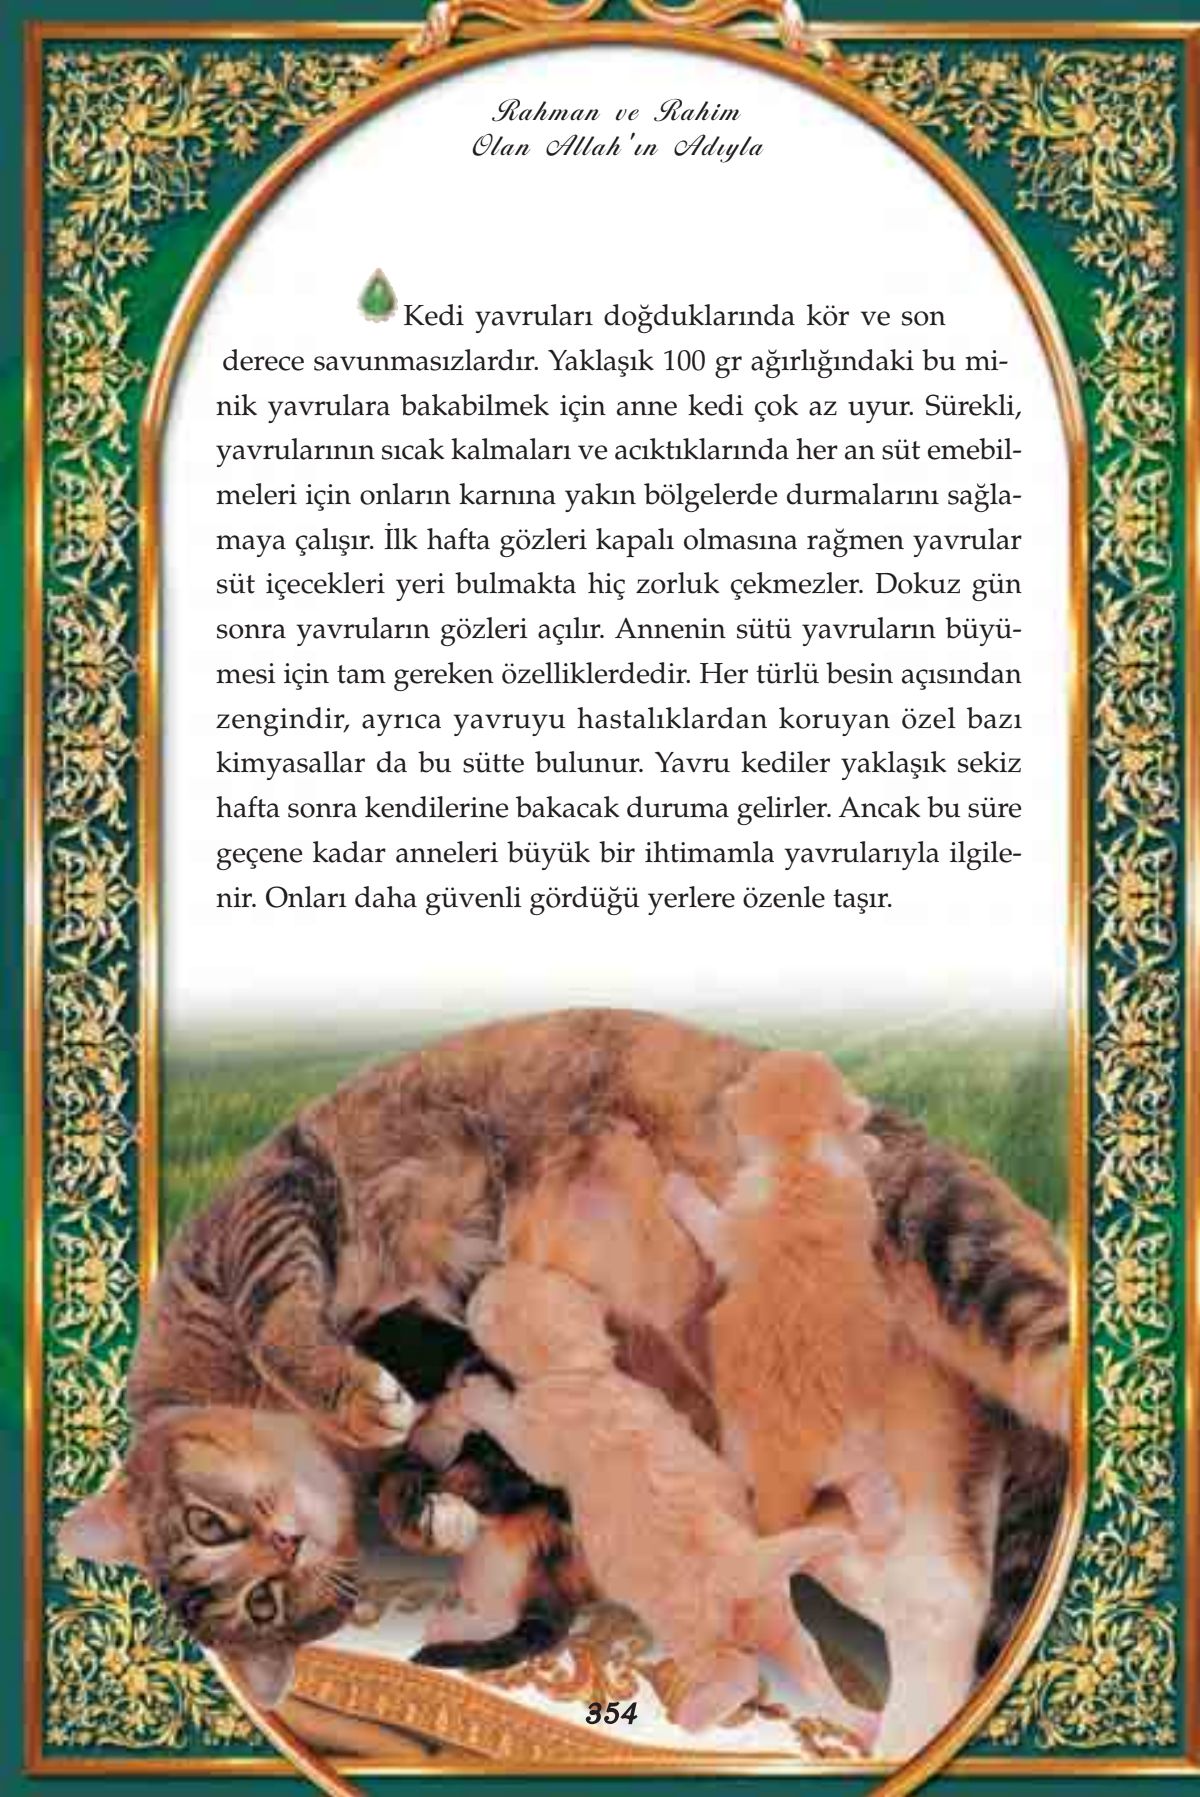 Rahman ve Rahim
Olan Allah'ın Adıyla
Kedi yavruları doğduklarında kör ve son
derece savunmasızlardır. Yaklaşık 100 gr ağırlığındaki bu mi-
nik yavrulara bakabilmek için anne kedi çok az uyur. Sürekli,
yavrularının sıcak kalmaları ve acıktıklarında her an süt emebil-
meleri için onların karnına yakın bölgelerde durmalarını sağla-
maya çalışır. İlk hafta gözleri kapalı olmasına rağmen yavrular
süt içecekleri yeri bulmakta hiç zorluk çekmezler. Dokuz gün
sonra yavruların gözleri açılır. Annenin sütü yavruların büyü-
mesi için tam gereken özelliklerdedir. Her türlü besin açısından
zengindir, ayrıca yavruyu hastalıklardan koruyan özel bazı
kimyasallar da bu sütte bulunur. Yavru kediler yaklaşık sekiz
hafta sonra kendilerine bakacak duruma gelirler. Ancak bu süre
geçene kadar anneleri büyük bir ihtimamla yavrularıyla ilgile-
nir. Onları daha güvenli gördüğü yerlere özenle taşır.
354